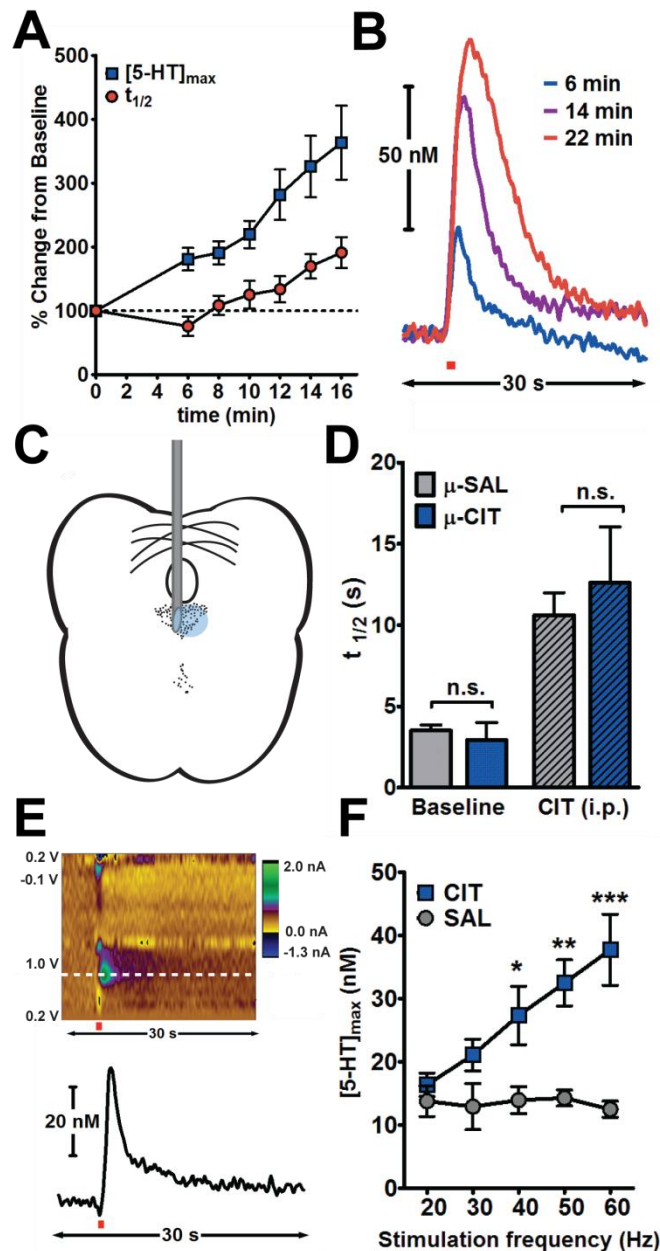 A
500
400
300
200
100
0
% Change from Baseline
[5-HT]max
t1/2
0 2 4 6 8 10 12 14 16
time (min)
B
50 nM
6 min
14 min
22 min
30 s
C
D
20
15
10
5
0
t 1/2 (s)
μ-SAL
μ-CIT
n.s.
n.s.
Baseline CIT (i.p.)
E
0.2 V
-0.1 V
1.0 V
0.2 V
2.0 nA
0.0 nA
-1.3 nA
30 s
20 nM
30 s
F
50
40
30
20
10
0
[5-HT]max (nM)
CIT
SAL
*
**
***
20 30 40 50 60
Stimulation frequency (Hz)